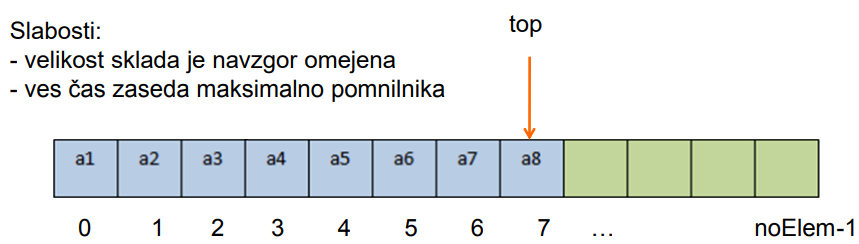 Slabosti:
- velikost sklada je navzgor omejena
- ves čas zaseda maksimalno pomnilnika
top
a1 a2 a3 a4 a5 a6 a7 a8
0 1 2 3 4 5 6 7 ... noElem-1